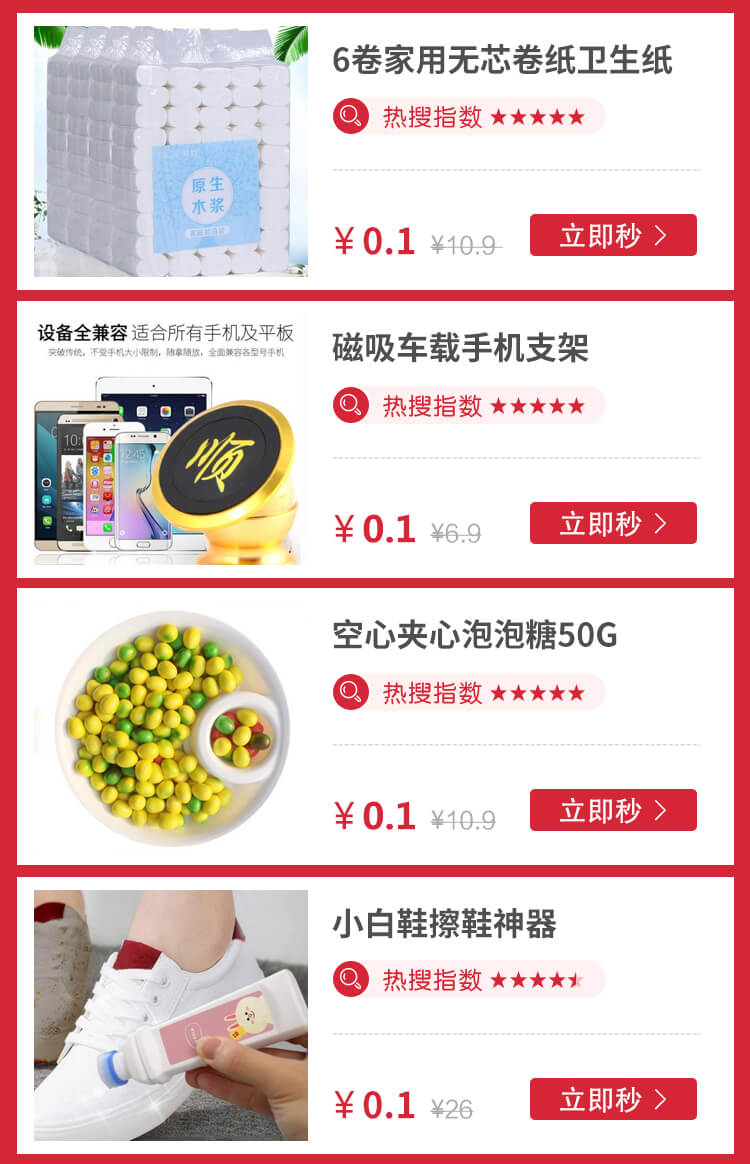 6卷家用无芯卷纸卫生纸
热搜指数 ★★★★★
原生
木浆
¥0.1 ¥10.9 立即秒 >
设备全兼容 适合所有手机及平板
突破传统，不受手机大小限制，随拿随放，全面兼容各型号手机
磁吸车载手机支架
热搜指数 ★★★★★
10:
12:45
顺
¥0.1 ¥6.9 立即秒 >
空心夹心泡泡糖50G
热搜指数 ★★★★★
¥0.1 ¥10.9 立即秒 >
小白鞋擦鞋神器
热搜指数
¥0.1 ¥26 立即秒 >